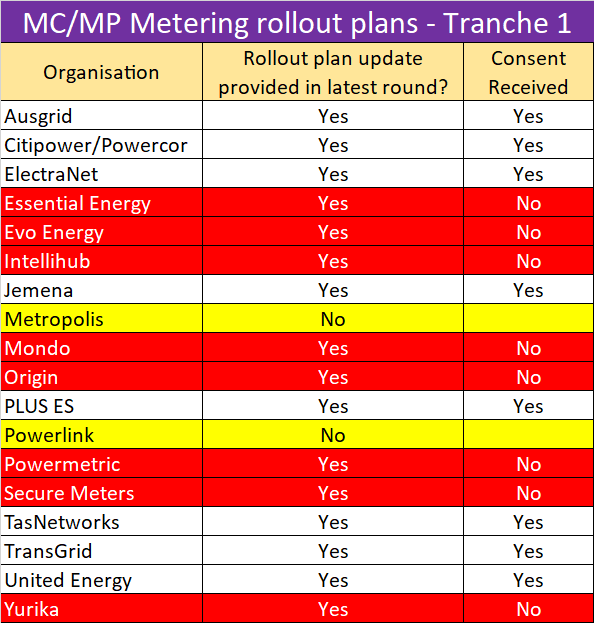 MC/MP Metering rollout plans - Tranche 1
Organisation Rollout plan update provided in latest round? Consent Received
Ausgrid Yes Yes
Citipower/Powercor Yes Yes
ElectraNet Yes Yes
Essential Energy Yes No
Evo Energy Yes No
Intellihub Yes No
Jemena Yes Yes
Metropolis No
Mondo Yes No
Origin Yes No
PLUS ES Yes Yes
Powerlink No
Powermetric Yes No
Secure Meters Yes No
TasNetworks Yes Yes
TransGrid Yes Yes
United Energy Yes Yes
Yurika Yes No